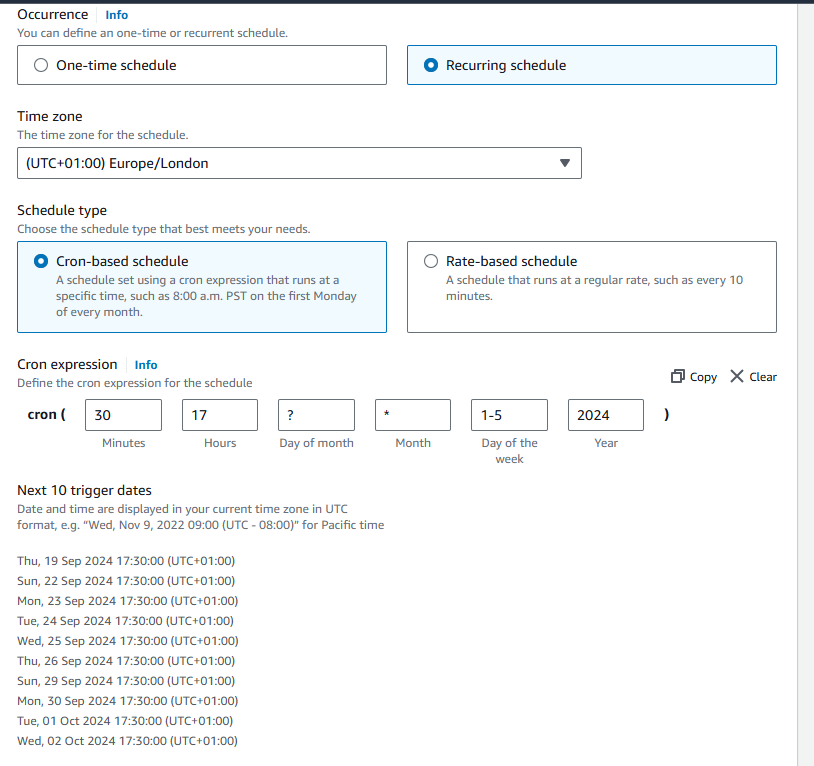 Occurrence Info
You can define an one-time or recurrent schedule.
One-time schedule
Recurring schedule
Time zone
The time zone for the schedule.
(UTC+01:00) Europe/London
Schedule type
Choose the schedule type that best meets your needs.
Cron-based schedule
A schedule set using a cron expression that runs at a
specific time, such as 8:00 a.m. PST on the first Monday
of every month.
Rate-based schedule
A schedule that runs at a regular rate, such as every 10
minutes.
Cron expression Info
Define the cron expression for the schedule
Copy Clear
cron ( 30 17 ? * 1-5 2024 )
Minutes Hours Day of month Month Day of the week Year
Next 10 trigger dates
Date and time are displayed in your current time zone in UTC
format, e.g. “Wed, Nov 9, 2022 09:00 (UTC - 08:00)” for Pacific time
Thu, 19 Sep 2024 17:30:00 (UTC+01:00)
Sun, 22 Sep 2024 17:30:00 (UTC+01:00)
Mon, 23 Sep 2024 17:30:00 (UTC+01:00)
Tue, 24 Sep 2024 17:30:00 (UTC+01:00)
Wed, 25 Sep 2024 17:30:00 (UTC+01:00)
Thu, 26 Sep 2024 17:30:00 (UTC+01:00)
Sun, 29 Sep 2024 17:30:00 (UTC+01:00)
Mon, 30 Sep 2024 17:30:00 (UTC+01:00)
Tue, 01 Oct 2024 17:30:00 (UTC+01:00)
Wed, 02 Oct 2024 17:30:00 (UTC+01:00)